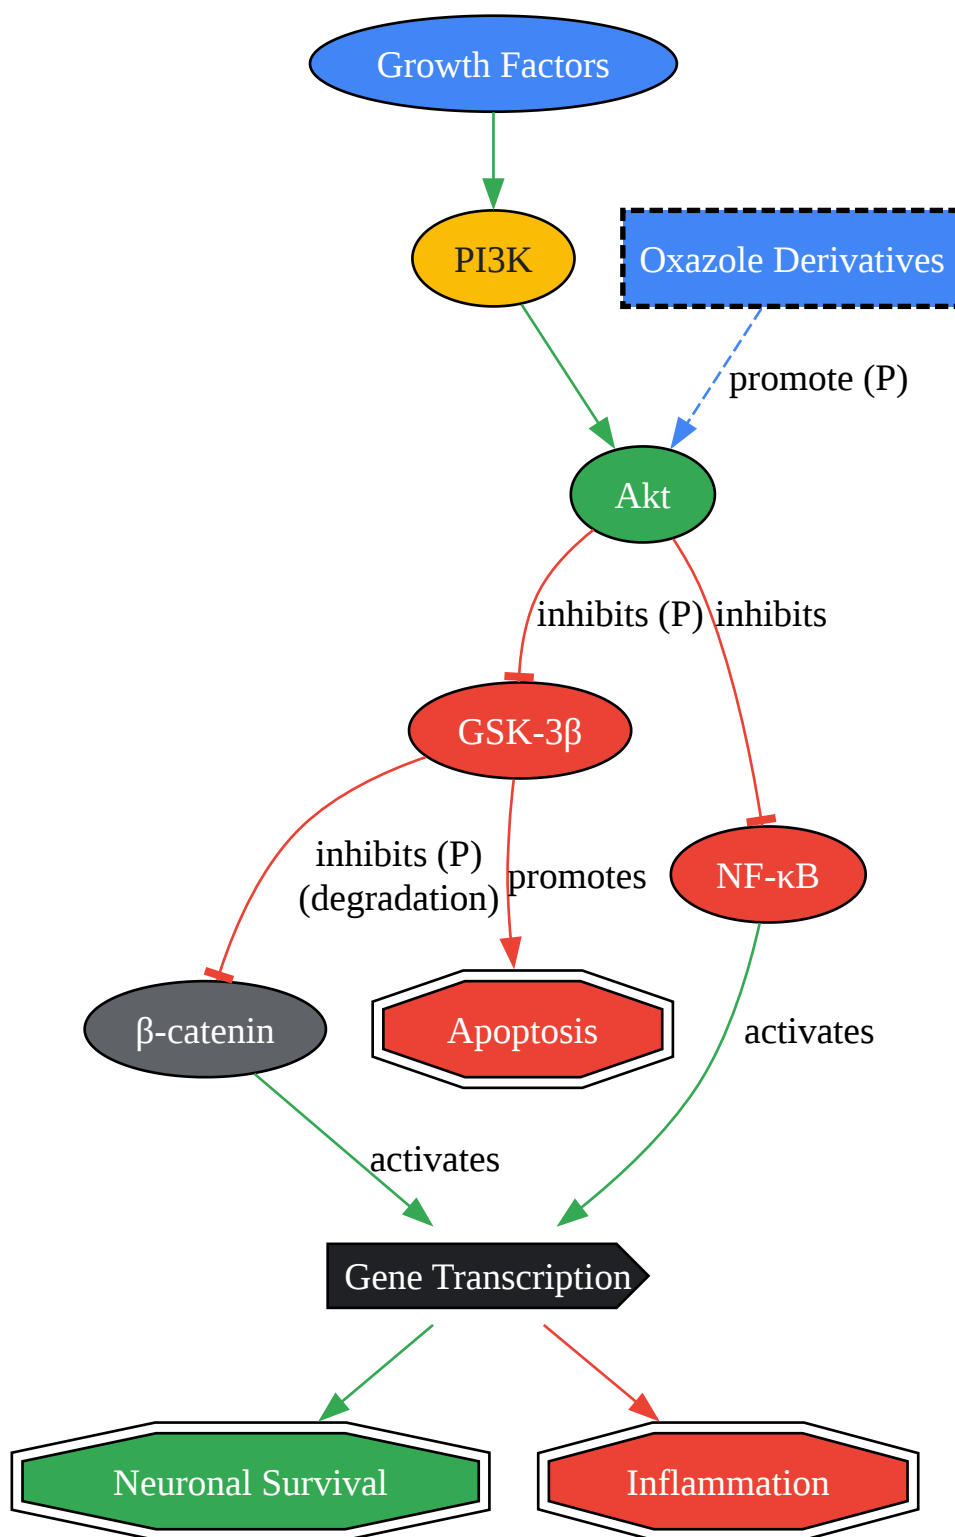 Growth Factors
PI3K
Oxazole Derivatives
promote (P)
Akt
inhibits (P)
inhibits
GSK-3β
inhibits (P)
(degradation)
promotes
NF-κB
β-catenin
Apoptosis
activates
activates
Gene Transcription
Neuronal Survival
Inflammation